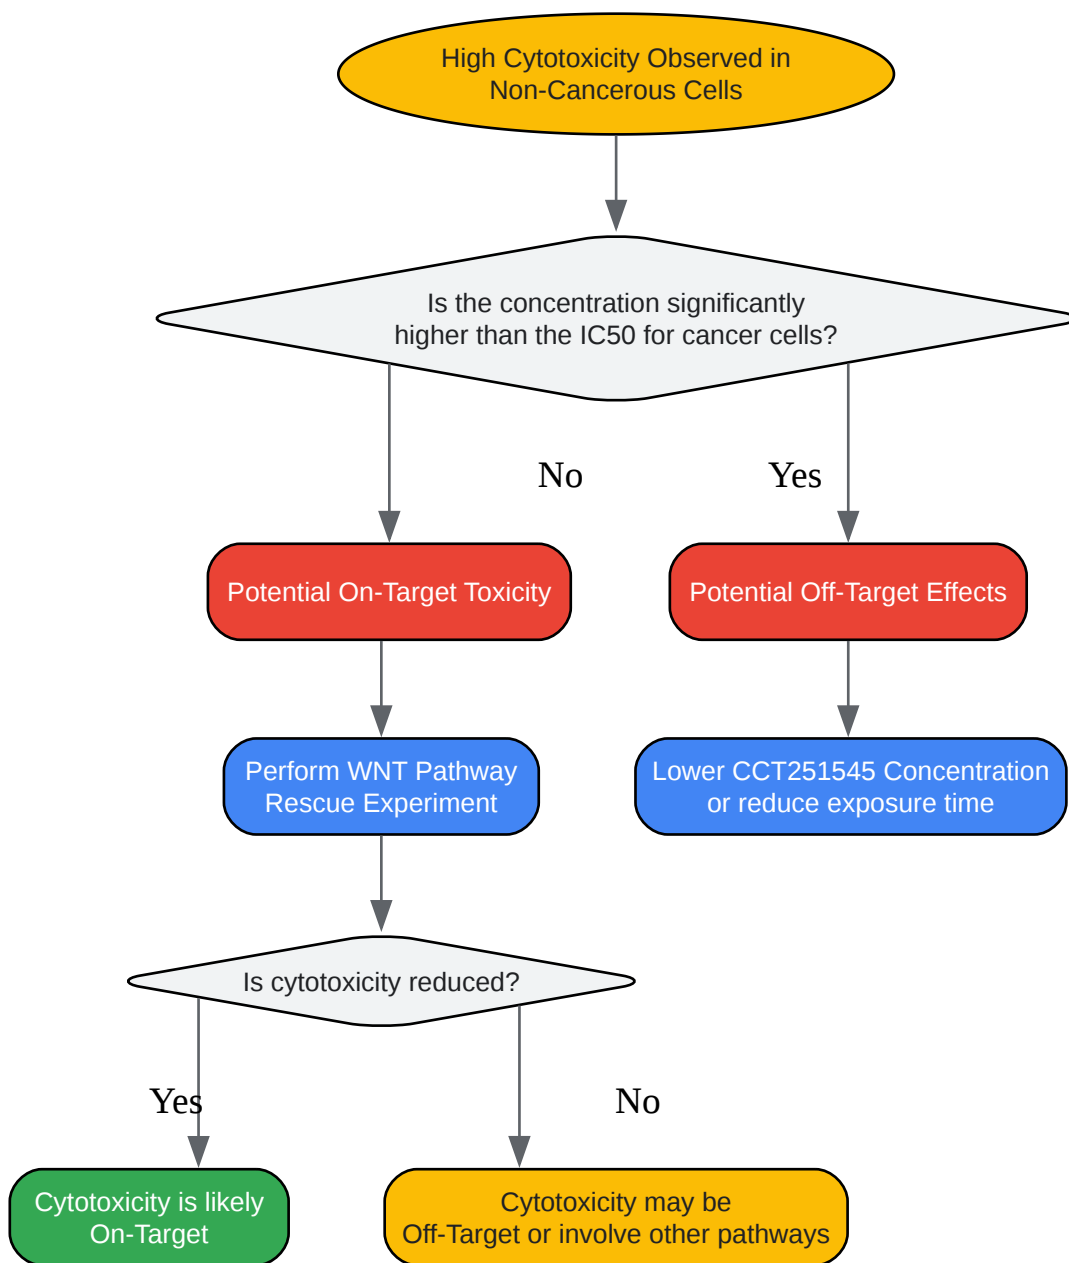 High Cytotoxicity Observed in
Non-Cancerous Cells
Is the concentration significantly
higher than the IC50 for cancer cells?
No
Yes
Potential On-Target Toxicity
Potential Off-Target Effects
Perform WNT Pathway
Rescue Experiment
Lower CCT251545 Concentration
or reduce exposure time
Is cytotoxicity reduced?
Yes
No
Cytotoxicity is likely
On-Target
Cytotoxicity may be
Off-Target or involve other pathways